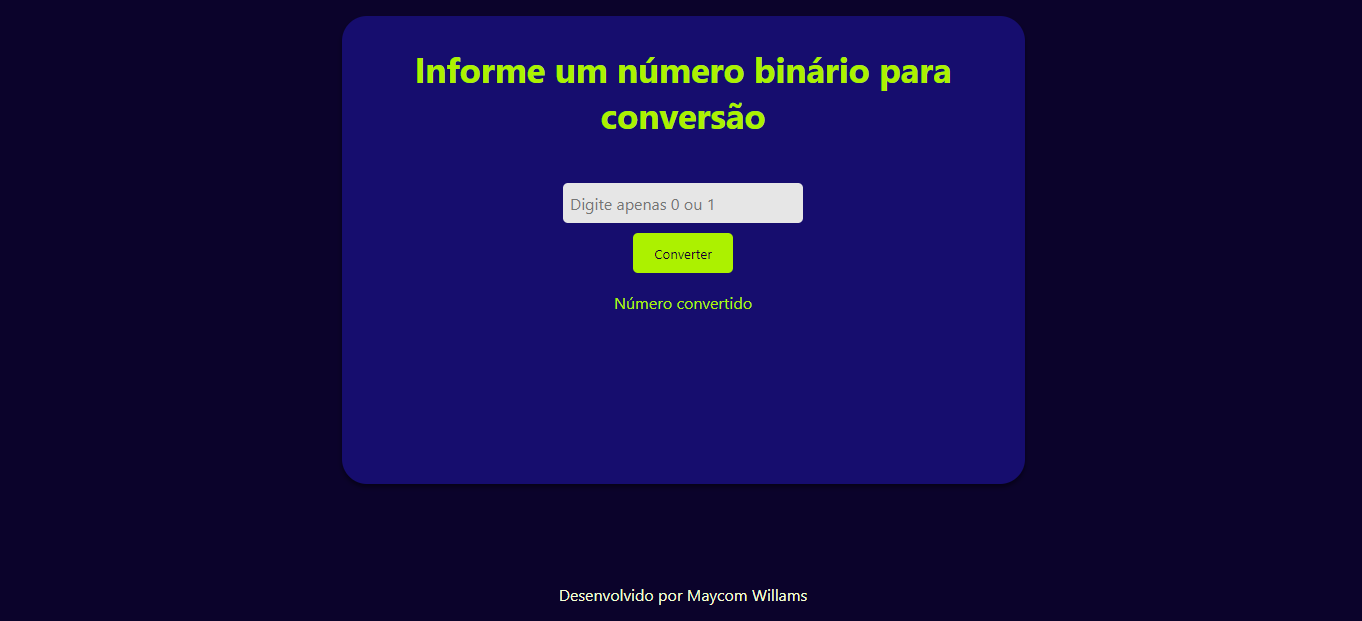 Informe um número binário para
conversão
Digite apenas 0 ou 1
Converter
Número convertido
Desenvolvido por Maycom Willams